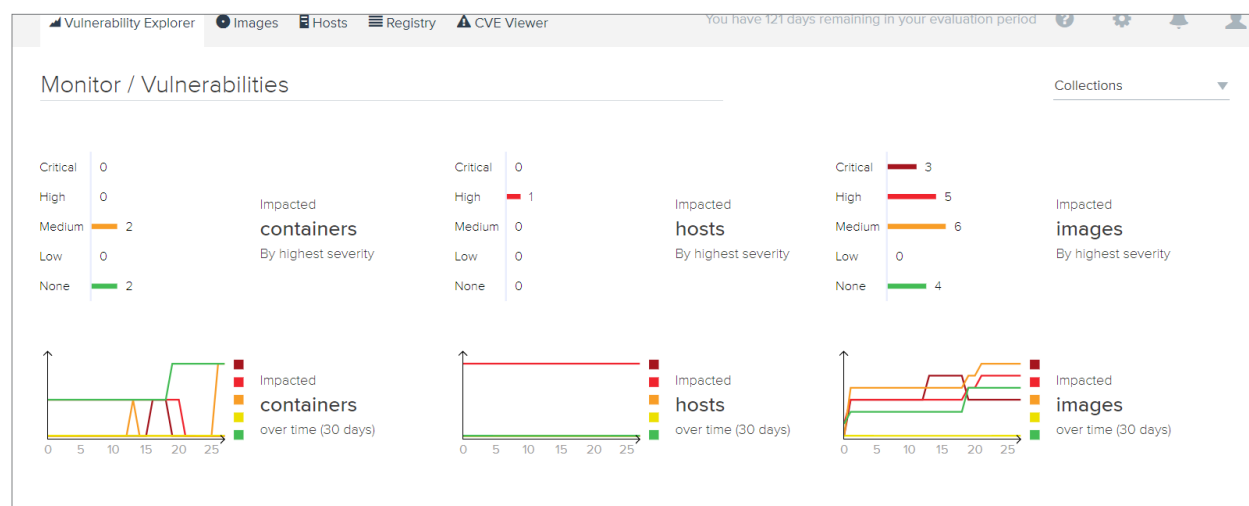 Vulnerability Explorer Images Hosts Registry CVE Viewer You have 121 days remaining in your evaluation period
Monitor / Vulnerabilities
Collections
Critical 0
High 0
Medium 2
Low 0
None 2
Impacted
containers
By highest severity
Critical 0
High 1
Medium 0
Low 0
None 0
Impacted
hosts
By highest severity
Critical 3
High 5
Medium 6
Low 0
None 4
Impacted
images
By highest severity
0 5 10 15 20 25
Impacted
containers
over time (30 days)
0 5 10 15 20 25
Impacted
hosts
over time (30 days)
0 5 10 15 20 25
Impacted
images
over time (30 days)